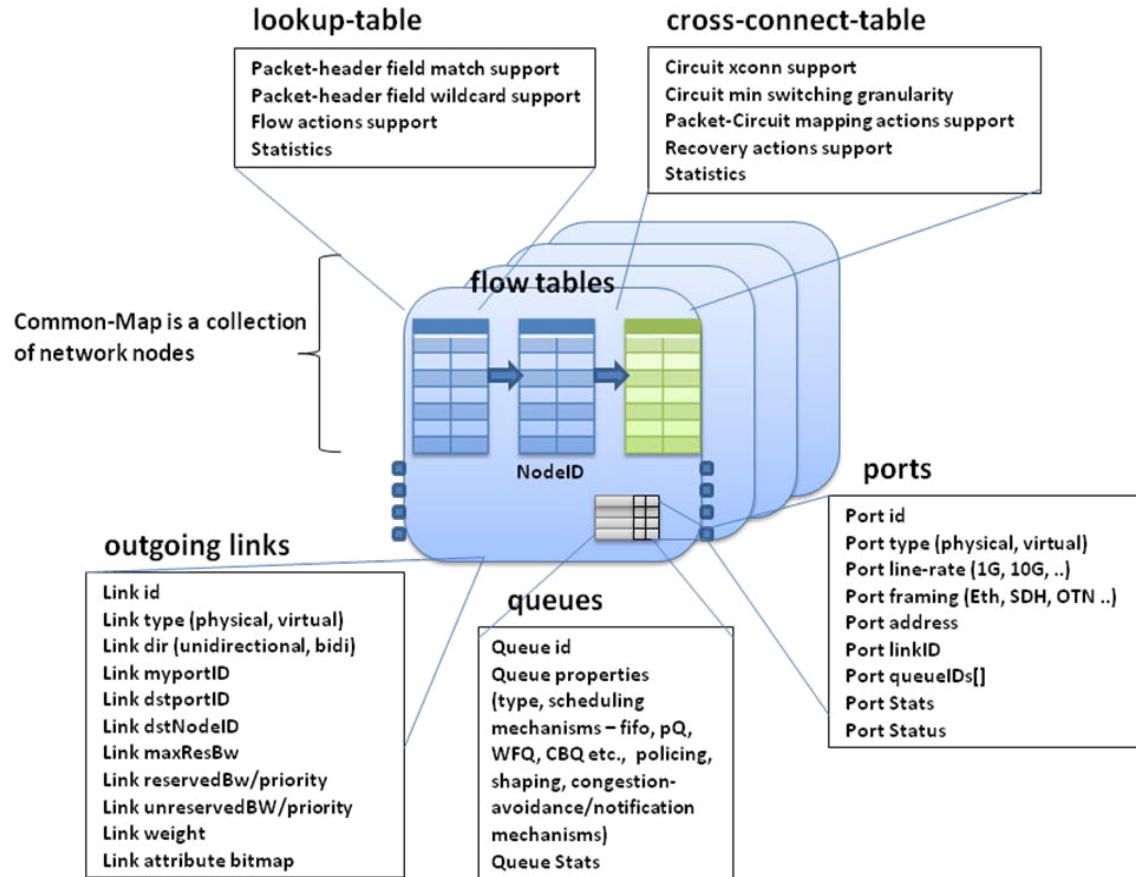 lookup-table
Packet-header field match support
Packet-header field wildcard support
Flow actions support
Statistics
cross-connect-table
Circuit xconn support
Circuit min switching granularity
Packet-Circuit mapping actions support
Recovery actions support
Statistics
flow tables
Common-Map is a collection
of network nodes
NodeID
outgoing links
Link id
Link type (physical, virtual)
Link dir (unidirectional, bidi)
Link myportID
Link dstportID
Link dstNodeID
Link maxResBw
Link reservedBw/priority
Link unreservedBW/priority
Link weight
Link attribute bitmap
queues
Queue id
Queue properties
(type, scheduling
mechanisms – fifo, pQ,
WFQ, CBQ etc., policing,
shaping, congestion-
avoidance/notification
mechanisms)
Queue Stats
ports
Port id
Port type (physical, virtual)
Port line-rate (1G, 10G, ..)
Port framing (Eth, SDH, OTN ..)
Port address
Port linkID
Port queueIDs[]
Port Stats
Port Status